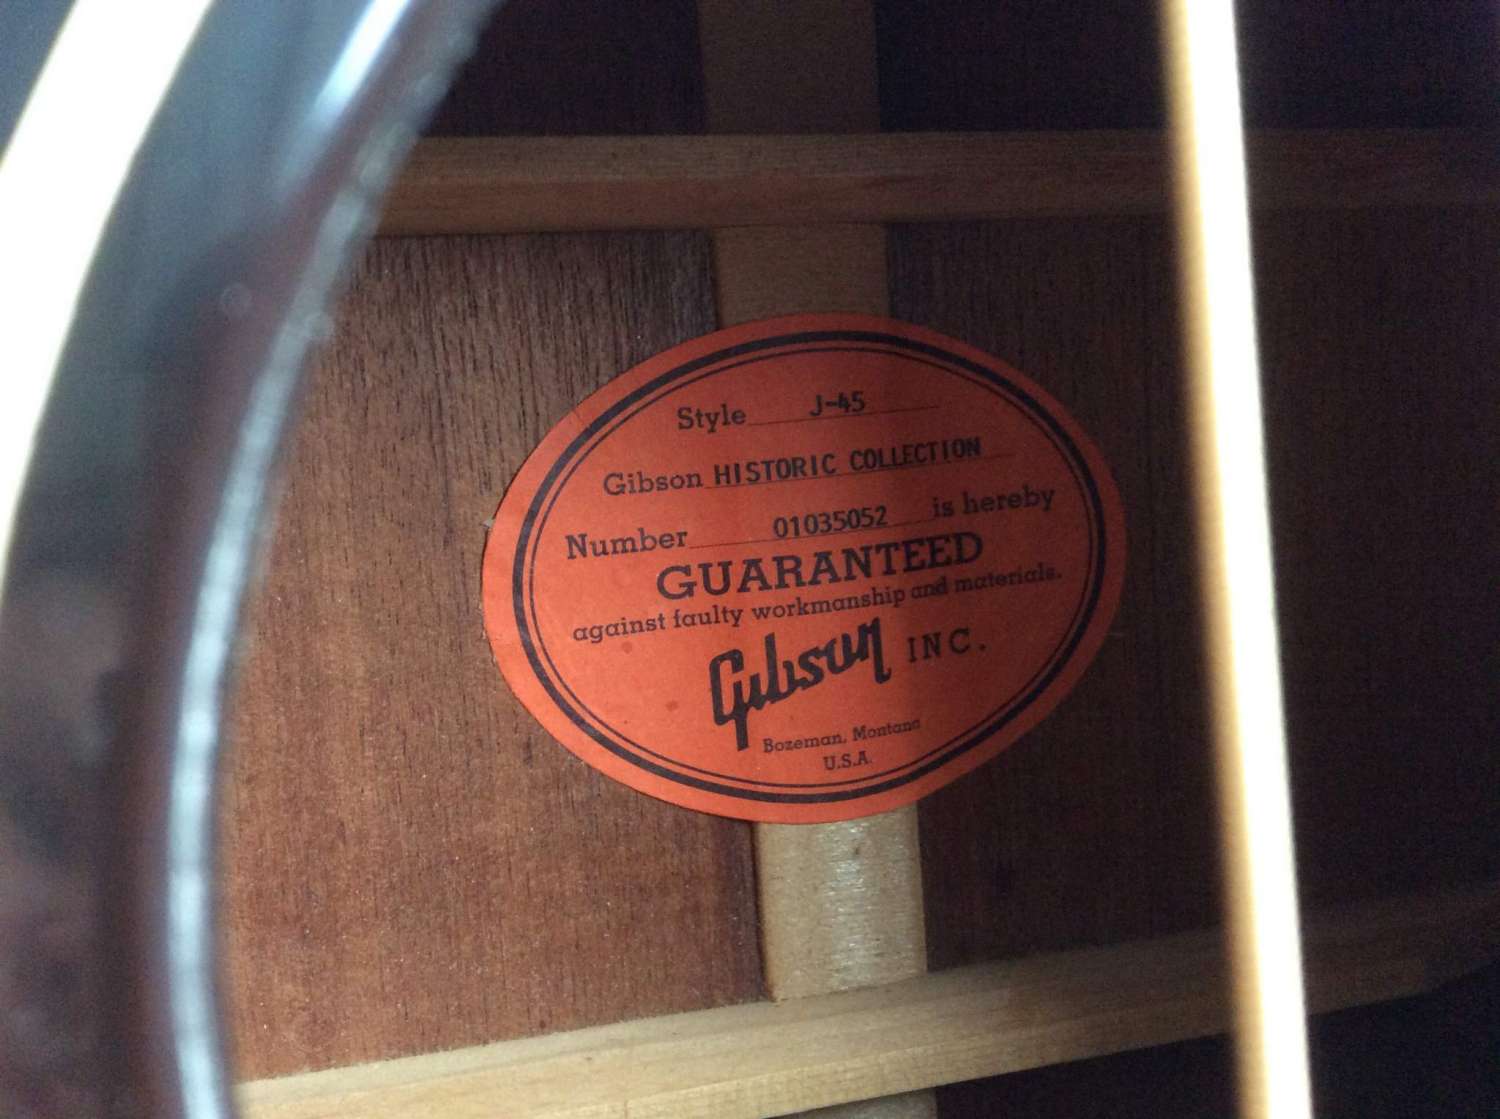 Style J-45
Gibson HISTORIC COLLECTION
Number 01035052 is hereby
GUARANTEED
against faulty workmanship and materials.
Gibson INC.
Bozeman, Montana
U.S.A.